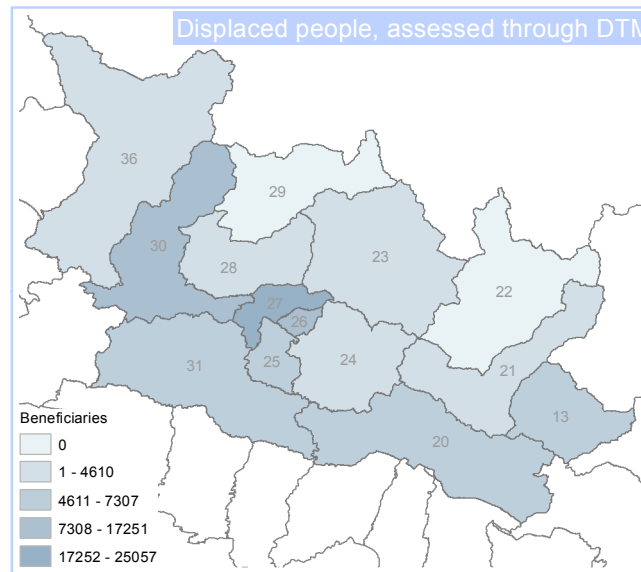 Displaced people, assessed through DTM
36
29
30
23
28
22
27
26
24
25
31
21
13
20
Beneficiaries
0
1 - 4610
4611 - 7307
7308 - 17251
17252 - 25057